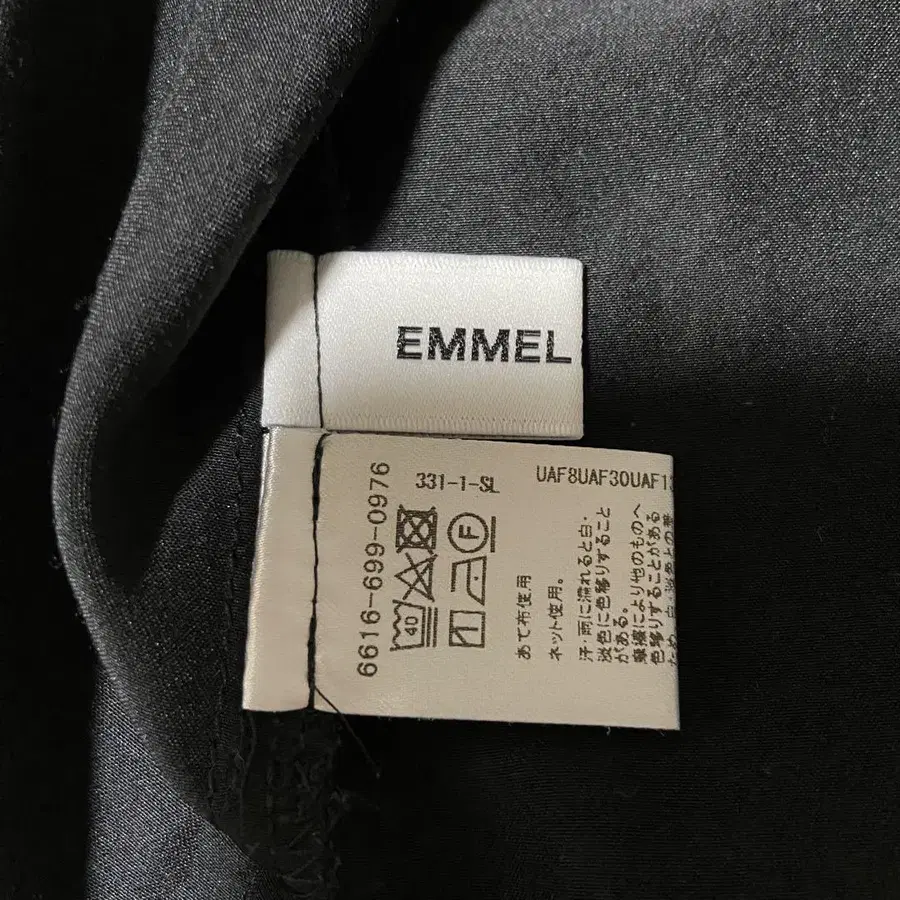 EMMEL
6616-699-0976
331-1-SL
UAF8UAF30UAF1
40
F
あて布使用
ネット使用。
汗・雨に濡れると白・
淡色に色移りすること
がある。
摩擦により他のものへ
色移りすることがある